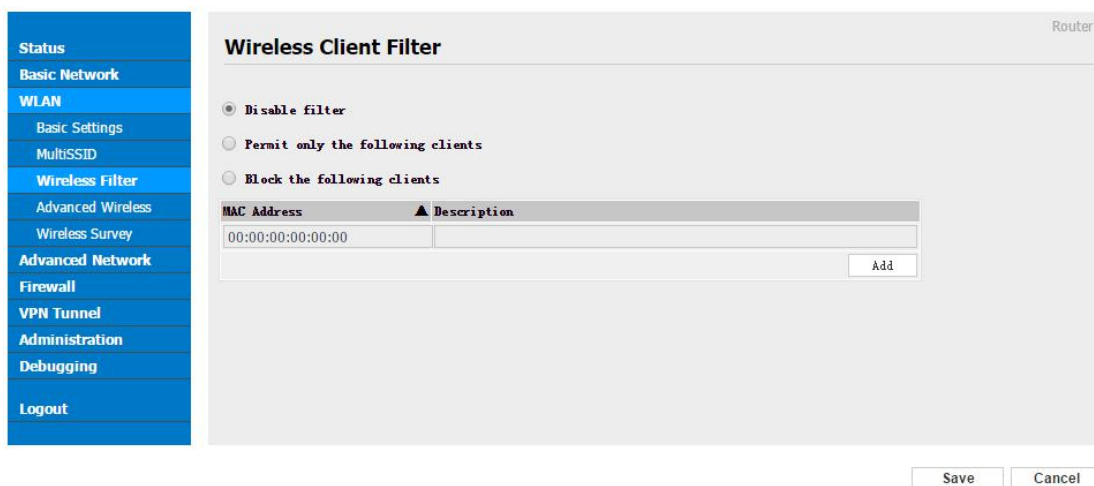 Router
Status
Basic Network
WLAN
Basic Settings
MultiSSID
Wireless Filter
Advanced Wireless
Wireless Survey
Advanced Network
Firewall
VPN Tunnel
Administration
Debugging
Logout
Wireless Client Filter
Disable filter
Permit only the following clients
Block the following clients
MAC Address ▲ Description
00:00:00:00:00:00
Add
Save Cancel